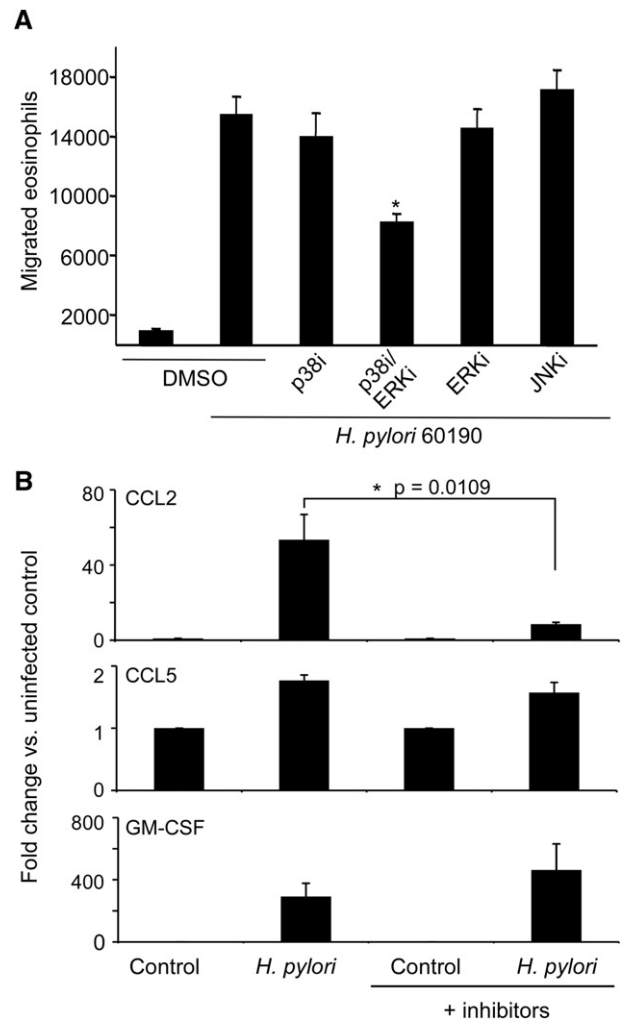 A
Migrated eosinophils
18000
14000
10000
6000
2000
*
DMSO
p38i
p38i/
ERKi
ERKi
JNKi
H. pylori 60190
B
Fold change vs. uninfected control
80
CCL2
* p = 0.0109
40
0
2
CCL5
1
0
800
GM-CSF
400
0
Control H. pylori Control H. pylori
+ inhibitors